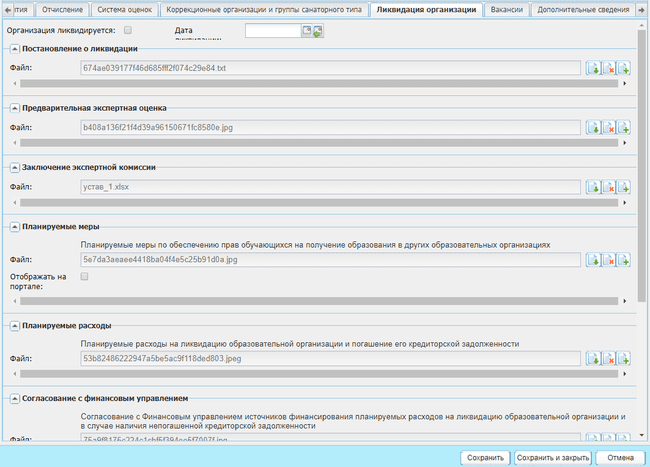 тия Отчисление Система оценок Коррекционные организации и группы санаторного типа Ликвидация организации Вакансии Дополнительные сведения
Организация ликвидируется: Дата
Постановление о ликвидации
Файл: 674ae039177f46d685fff2f074c29e84.txt
Предварительная экспертная оценка
Файл: b408a136f21f4d39a96150671fc8580e.jpg
Заключение экспертной комиссии
Файл: устав_1.xlsx
Планируемые меры
Планируемые меры по обеспечению прав обучающихся на получение образования в других образовательных организациях
Файл: 5e7da3aeaee4418ba04f4e5c25b91d0a.jpg
Отображать на
портале:
Планируемые расходы
Планируемые расходы на ликвидацию образовательной организации и погашение его кредиторской задолженности
Файл: 53b82486222947a5be5ac9f118ded803.jpeg
Согласование с финансовым управлением
Согласование с Финансовым управлением источников финансирования планируемых расходов на ликвидацию образовательной организации и
в случае наличия непогашенной кредиторской задолженности
Файл:
Сохранить Сохранить и закрыть Отмена